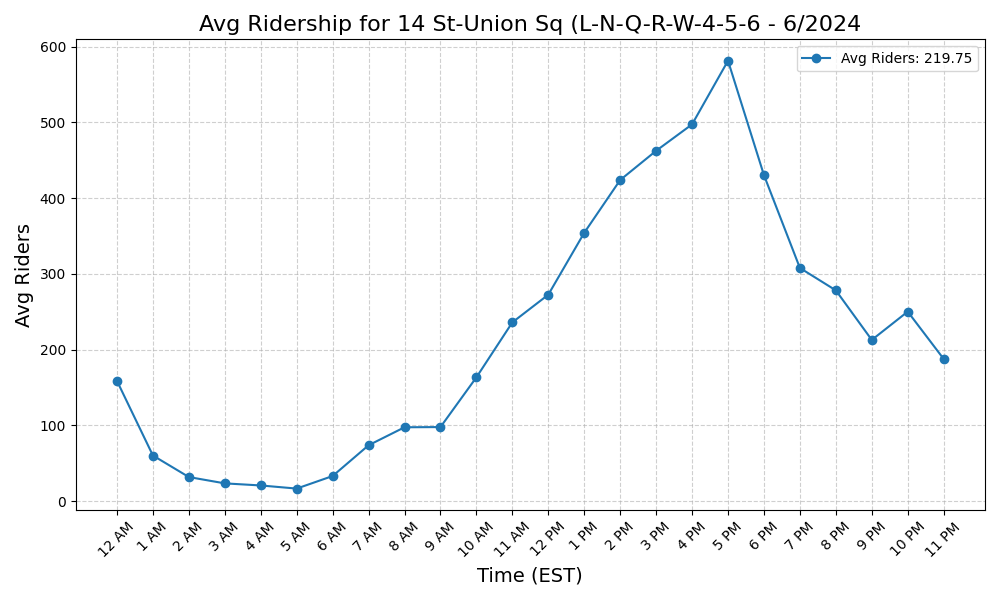 Avg Ridership for 14 St-Union Sq (L-N-Q-R-W-4-5-6 - 6/2024
Avg Riders: 219.75
Avg Riders
600
500
400
300
200
100
0
12 AM
1 AM
2 AM
3 AM
4 AM
5 AM
6 AM
7 AM
8 AM
9 AM
10 AM
11 AM
12 PM
1 PM
2 PM
3 PM
4 PM
5 PM
6 PM
7 PM
8 PM
9 PM
10 PM
11 PM
Time (EST)